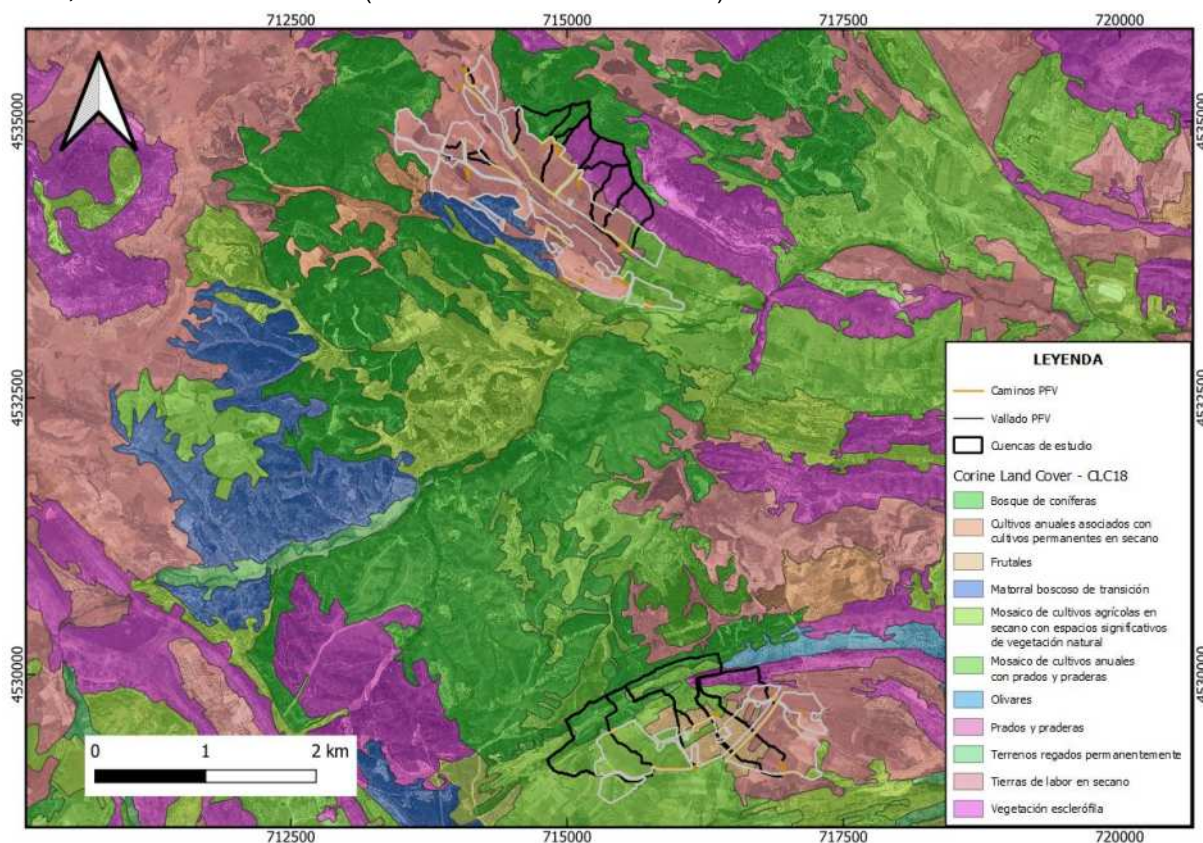 712500 715000 717500 720000
4535000 4535000
4532500 4532500
4530000 4530000
LEYENDA
Caminos PFV
Vallado PFV
Cuencas de estudio
Corine Land Cover - CLC18
Bosque de coníferas
Cultivos anuales asociados con
cultivos permanentes en secano
Frutales
Matorral boscoso de transición
Mosaico de cultivos agrícolas en
secano con espacios significativos
de vegetación natural
Mosaico de cultivos anuales
con prados y praderas
Olivares
Prados y praderas
Terrenos regados permanentemente
Tierras de labor en secano
Vegetación esclerófila
0 1 2 km
712500 715000 717500 720000